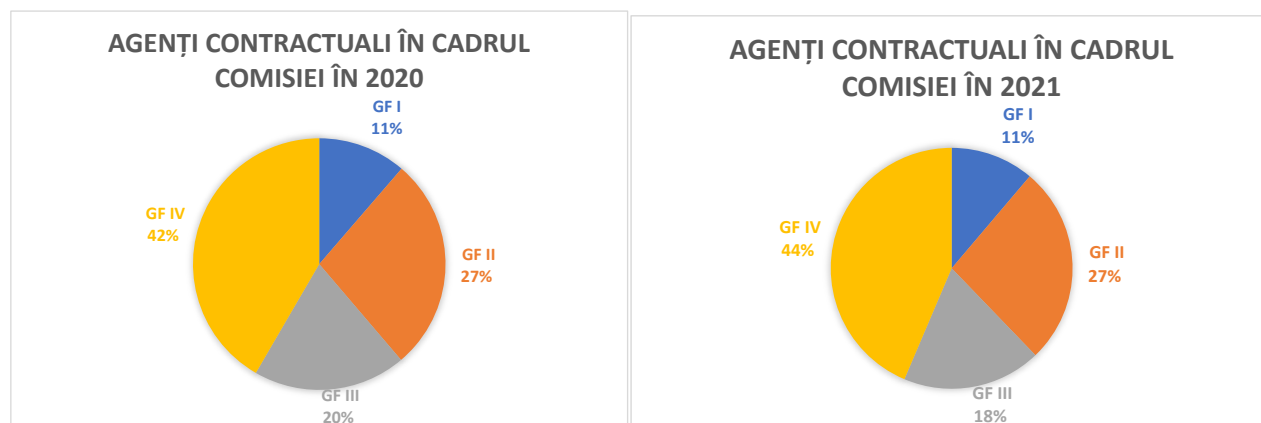 AGENȚI CONTRACTUALI ÎN CADRUL
COMISIEI ÎN 2020
GF I
11%
GF II
27%
GF III
20%
GF IV
42%
AGENȚI CONTRACTUALI ÎN CADRUL
COMISIEI ÎN 2021
GF I
11%
GF II
27%
GF III
18%
GF IV
44%